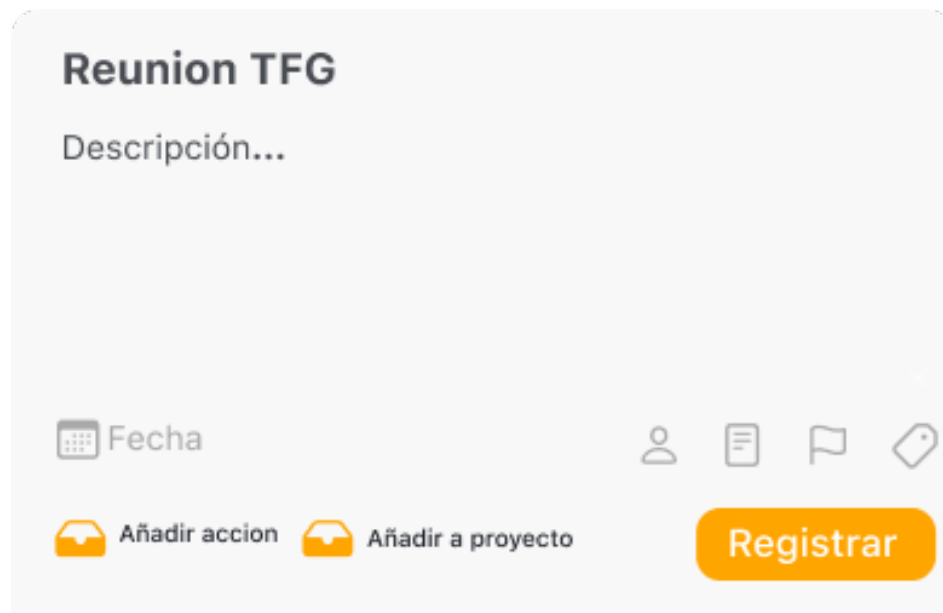 Reunion TFG
Descripción...
Fecha
Añadir accion
Añadir a proyecto
Registrar